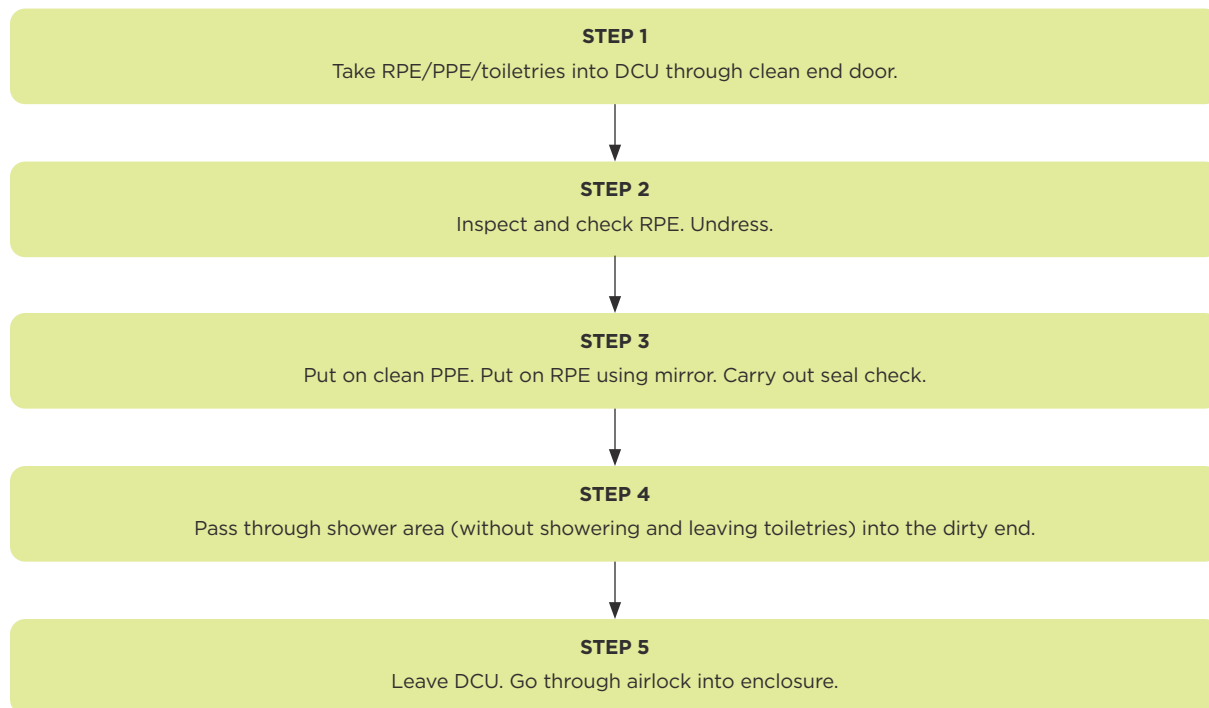 STEP 1
Take RPE/PPE/toiletries into DCU through clean end door.
STEP 2
Inspect and check RPE. Undress.
STEP 3
Put on clean PPE. Put on RPE using mirror. Carry out seal check.
STEP 4
Pass through shower area (without showering and leaving toiletries) into the dirty end.
STEP 5
Leave DCU. Go through airlock into enclosure.